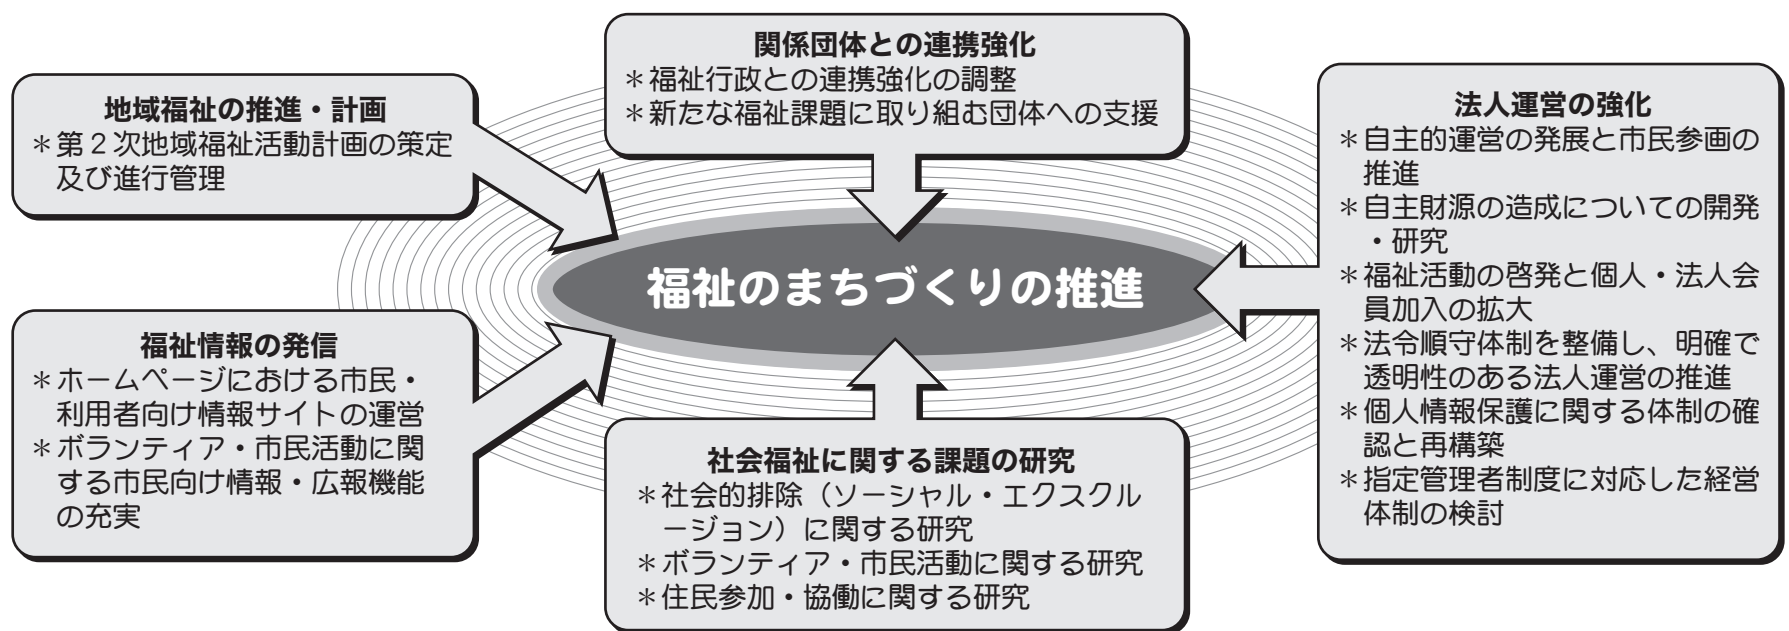 関係団体との連携強化
＊福祉行政との連携強化の調整
＊新たな福祉課題に取り組む団体への支援
地域福祉の推進・計画
＊第２次地域福祉活動計画の策定
及び進行管理
法人運営の強化
＊自主的運営の発展と市民参画の
推進
＊自主財源の造成についての開発
・研究
＊福祉活動の啓発と個人・法人会
員加入の拡大
＊法令順守体制を整備し、明確で
透明性のある法人運営の推進
＊個人情報保護に関する体制の確
認と再構築
＊指定管理者制度に対応した経営
体制の検討
福祉のまちづくりの推進
福祉情報の発信
＊ホームページにおける市民・
利用者向け情報サイトの運営
＊ボランティア・市民活動に関
する市民向け情報・広報機能
の充実
社会福祉に関する課題の研究
＊社会的排除（ソーシャル・エクスクル
ージョン）に関する研究
＊ボランティア・市民活動に関する研究
＊住民参加・協働に関する研究